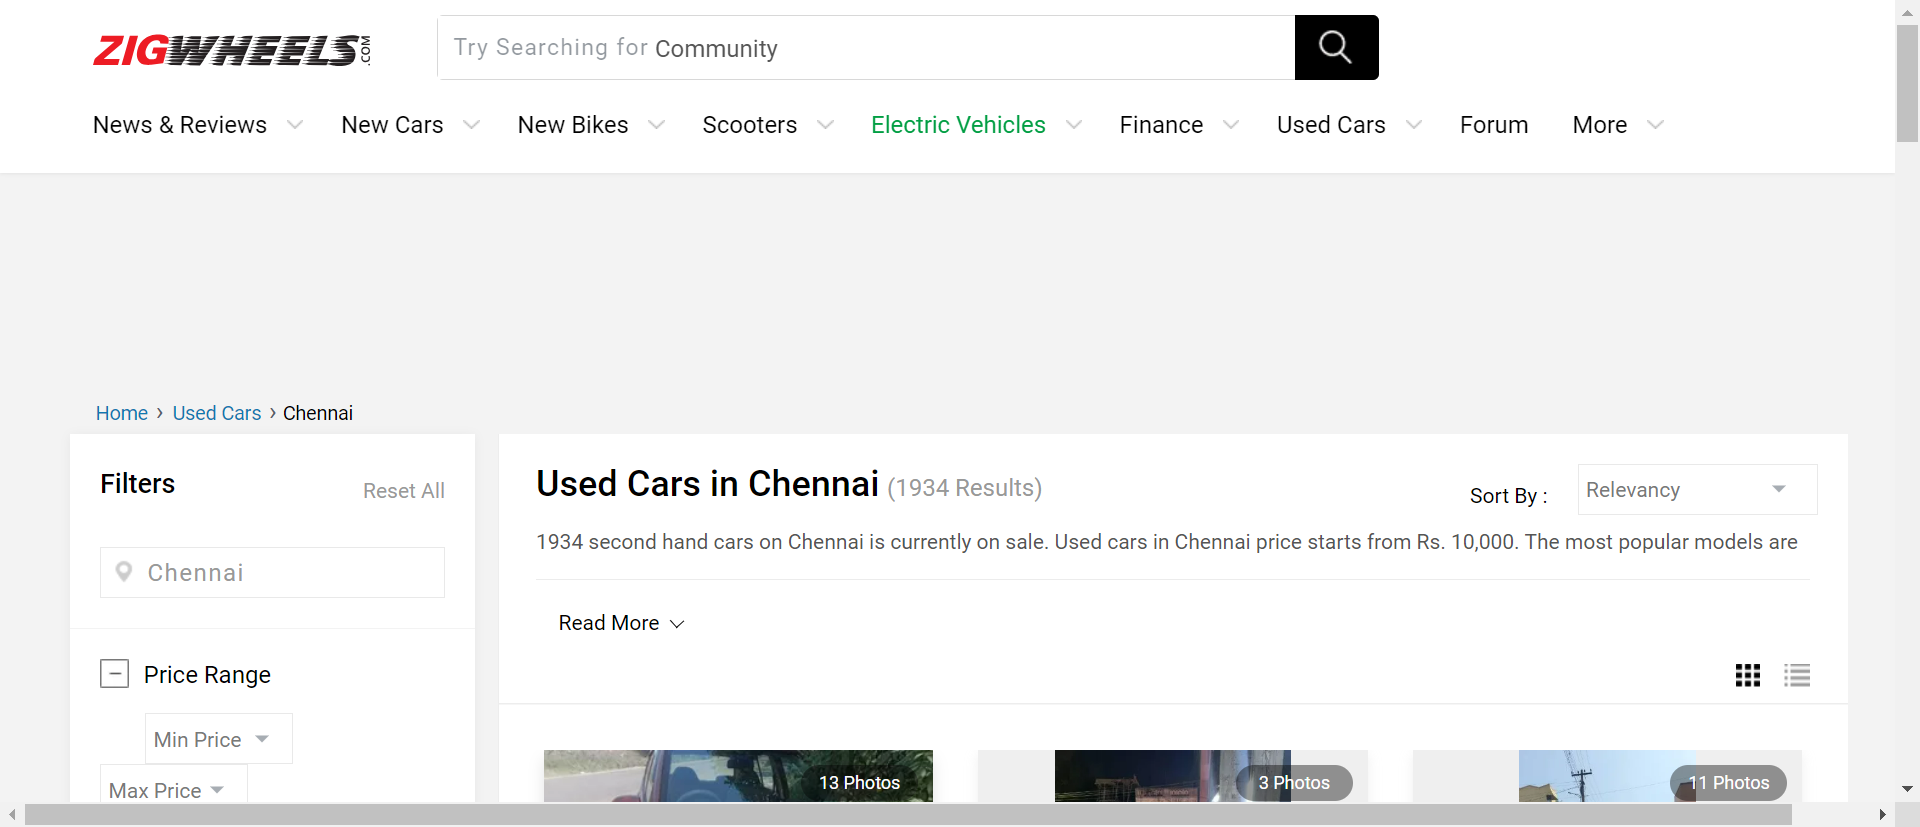 ZIGWHEELS.COM
Try Searching for Community
News & Reviews New Cars New Bikes Scooters Electric Vehicles Finance Used Cars Forum More
Home › Used Cars › Chennai
Filters
Reset All
Chennai
Price Range
Min Price
Max Price
Used Cars in Chennai (1934 Results)
Sort By : Relevancy
1934 second hand cars on Chennai is currently on sale. Used cars in Chennai price starts from Rs. 10,000. The most popular models are
Read More
13 Photos
3 Photos
11 Photos